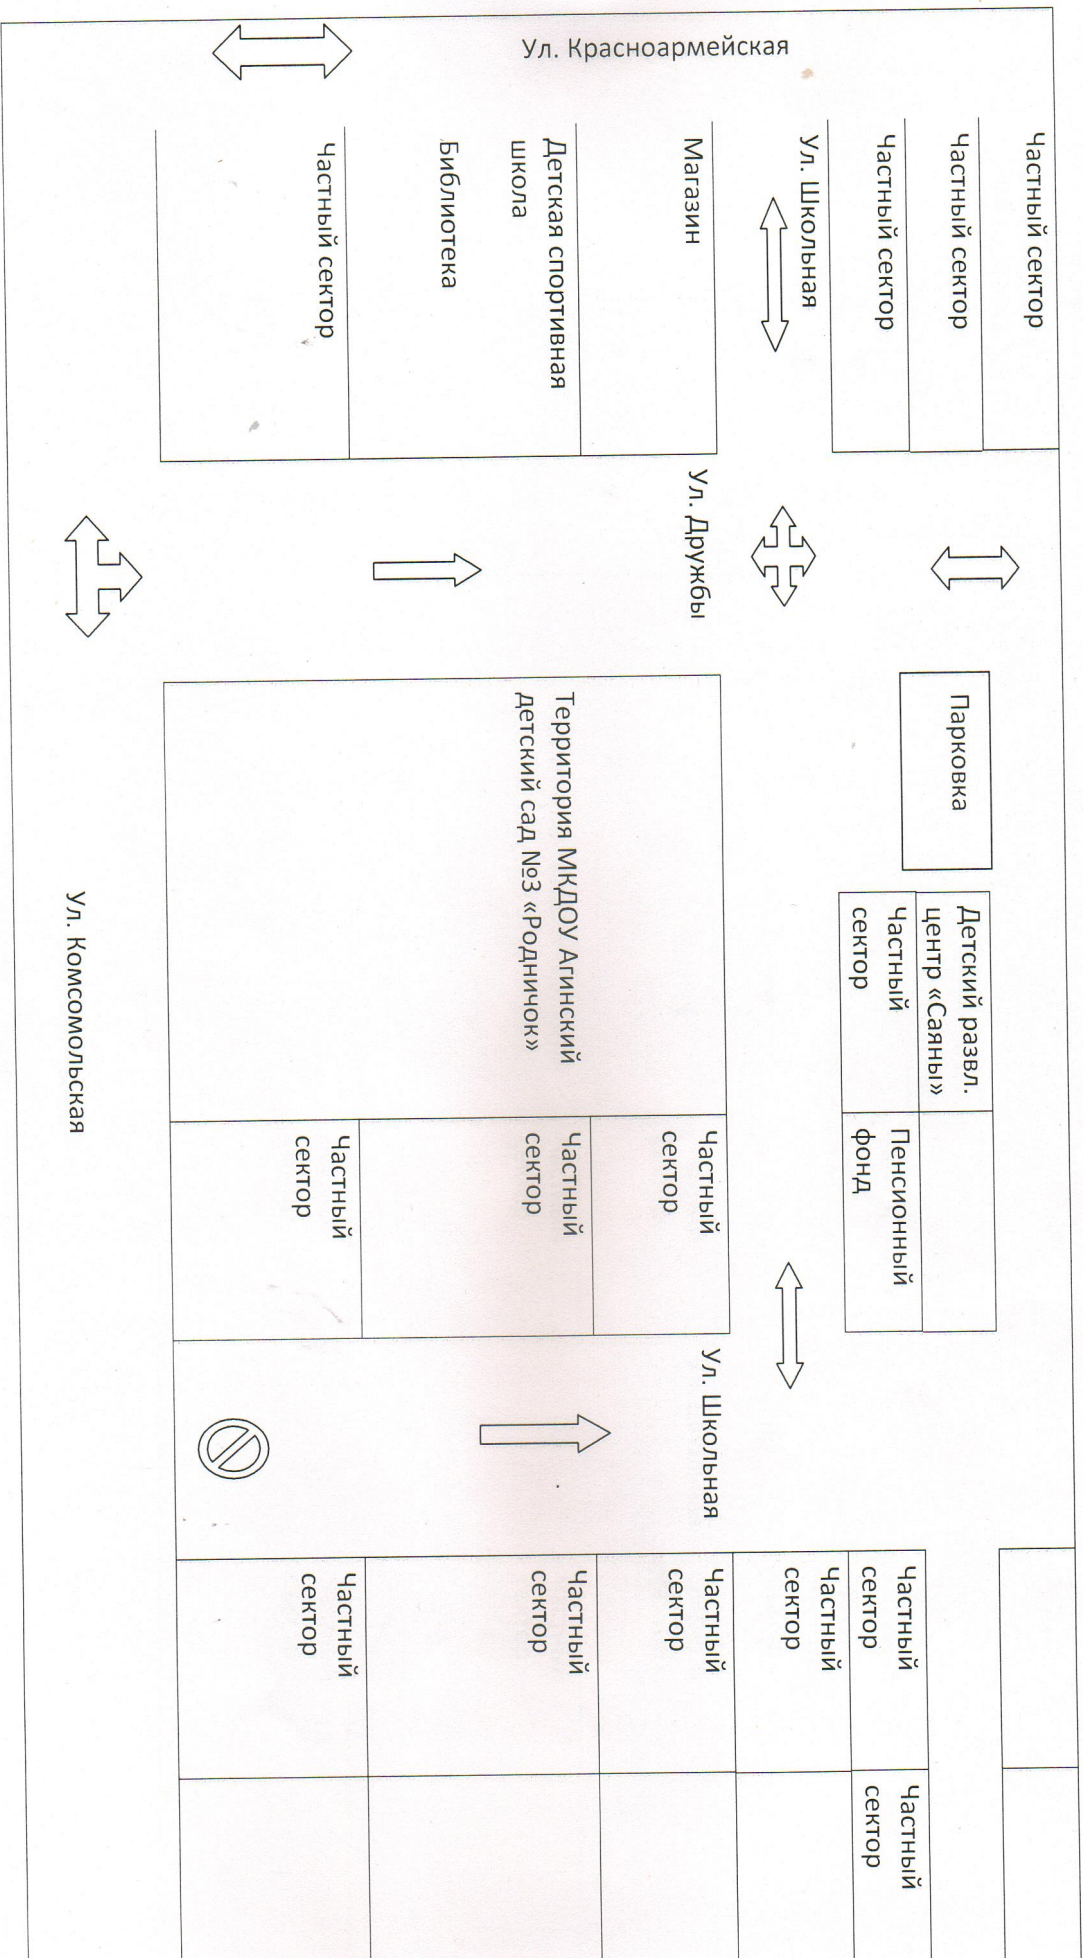 Ул. Красноармейская
Частный сектор
Частный сектор
Частный сектор
Ул. Школьная
Магазин
Детская спортивная
школа
Библиотека
Частный сектор
Ул. Дружбы
Парковка
Детский развл.
центр «Саяны»
Частный
сектор
Пенсионный
фонд
Территория МКДОУ Агинский
детский сад №3 «Родничок»
Частный
сектор
Частный
сектор
Частный
сектор
Ул. Комсомольская
Ул. Школьная
Частный
сектор
Частный
сектор
Частный
сектор
Частный
сектор
Частный
сектор
Частный
сектор